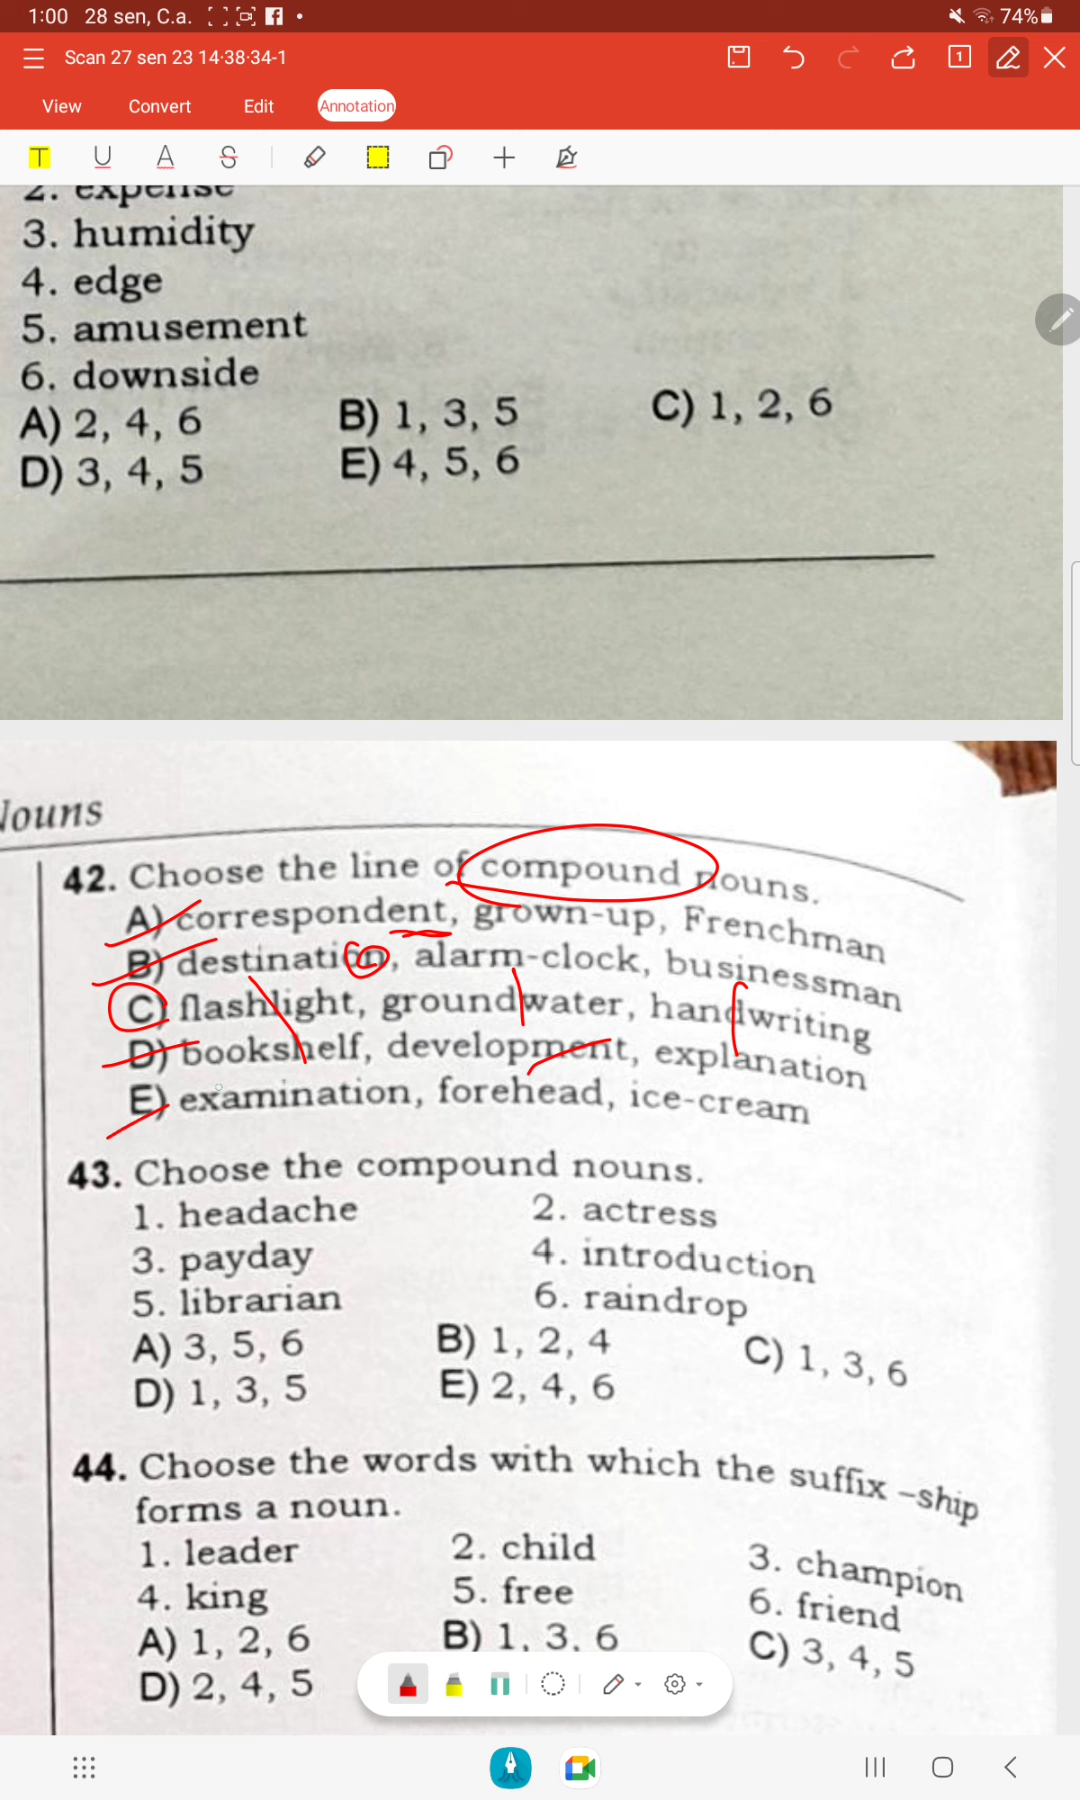 1:00 28 sen, C.a. 74%
Scan 27 sen 23 14·38·34-1
View Convert Edit Annotation
2. expense
3. humidity
4. edge
5. amusement
6. downside
A) 2, 4, 6 B) 1, 3, 5 C) 1, 2, 6
D) 3, 4, 5 E) 4, 5, 6
Nouns
42. Choose the line of compound nouns.
A) correspondent, grown-up, Frenchman
B) destination, alarm-clock, businessman
C) flashlight, groundwater, handwriting
D) bookshelf, development, explanation
E) examination, forehead, ice-cream
43. Choose the compound nouns.
1. headache 2. actress
3. payday 4. introduction
5. librarian 6. raindrop
A) 3, 5, 6 B) 1, 2, 4 C) 1, 3, 6
D) 1, 3, 5 E) 2, 4, 6
44. Choose the words with which the suffix –ship
forms a noun.
1. leader 2. child 3. champion
4. king 5. free 6. friend
A) 1, 2, 6 B) 1, 3, 6 C) 3, 4, 5
D) 2, 4, 5